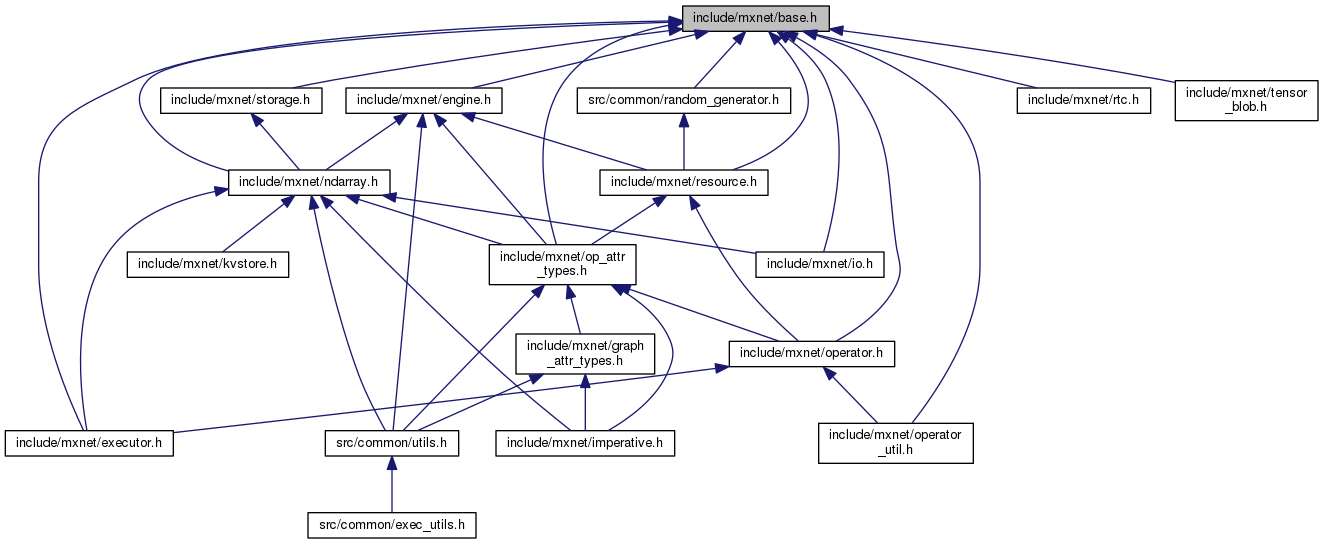 include/mxnet/base.h
include/mxnet/storage.h
include/mxnet/engine.h
src/common/random_generator.h
include/mxnet/rtc.h
include/mxnet/tensor
_blob.h
include/mxnet/ndarray.h
include/mxnet/resource.h
include/mxnet/kvstore.h
include/mxnet/op_attr
_types.h
include/mxnet/io.h
include/mxnet/graph
_attr_types.h
include/mxnet/operator.h
include/mxnet/executor.h
src/common/utils.h
include/mxnet/imperative.h
include/mxnet/operator
_util.h
src/common/exec_utils.h